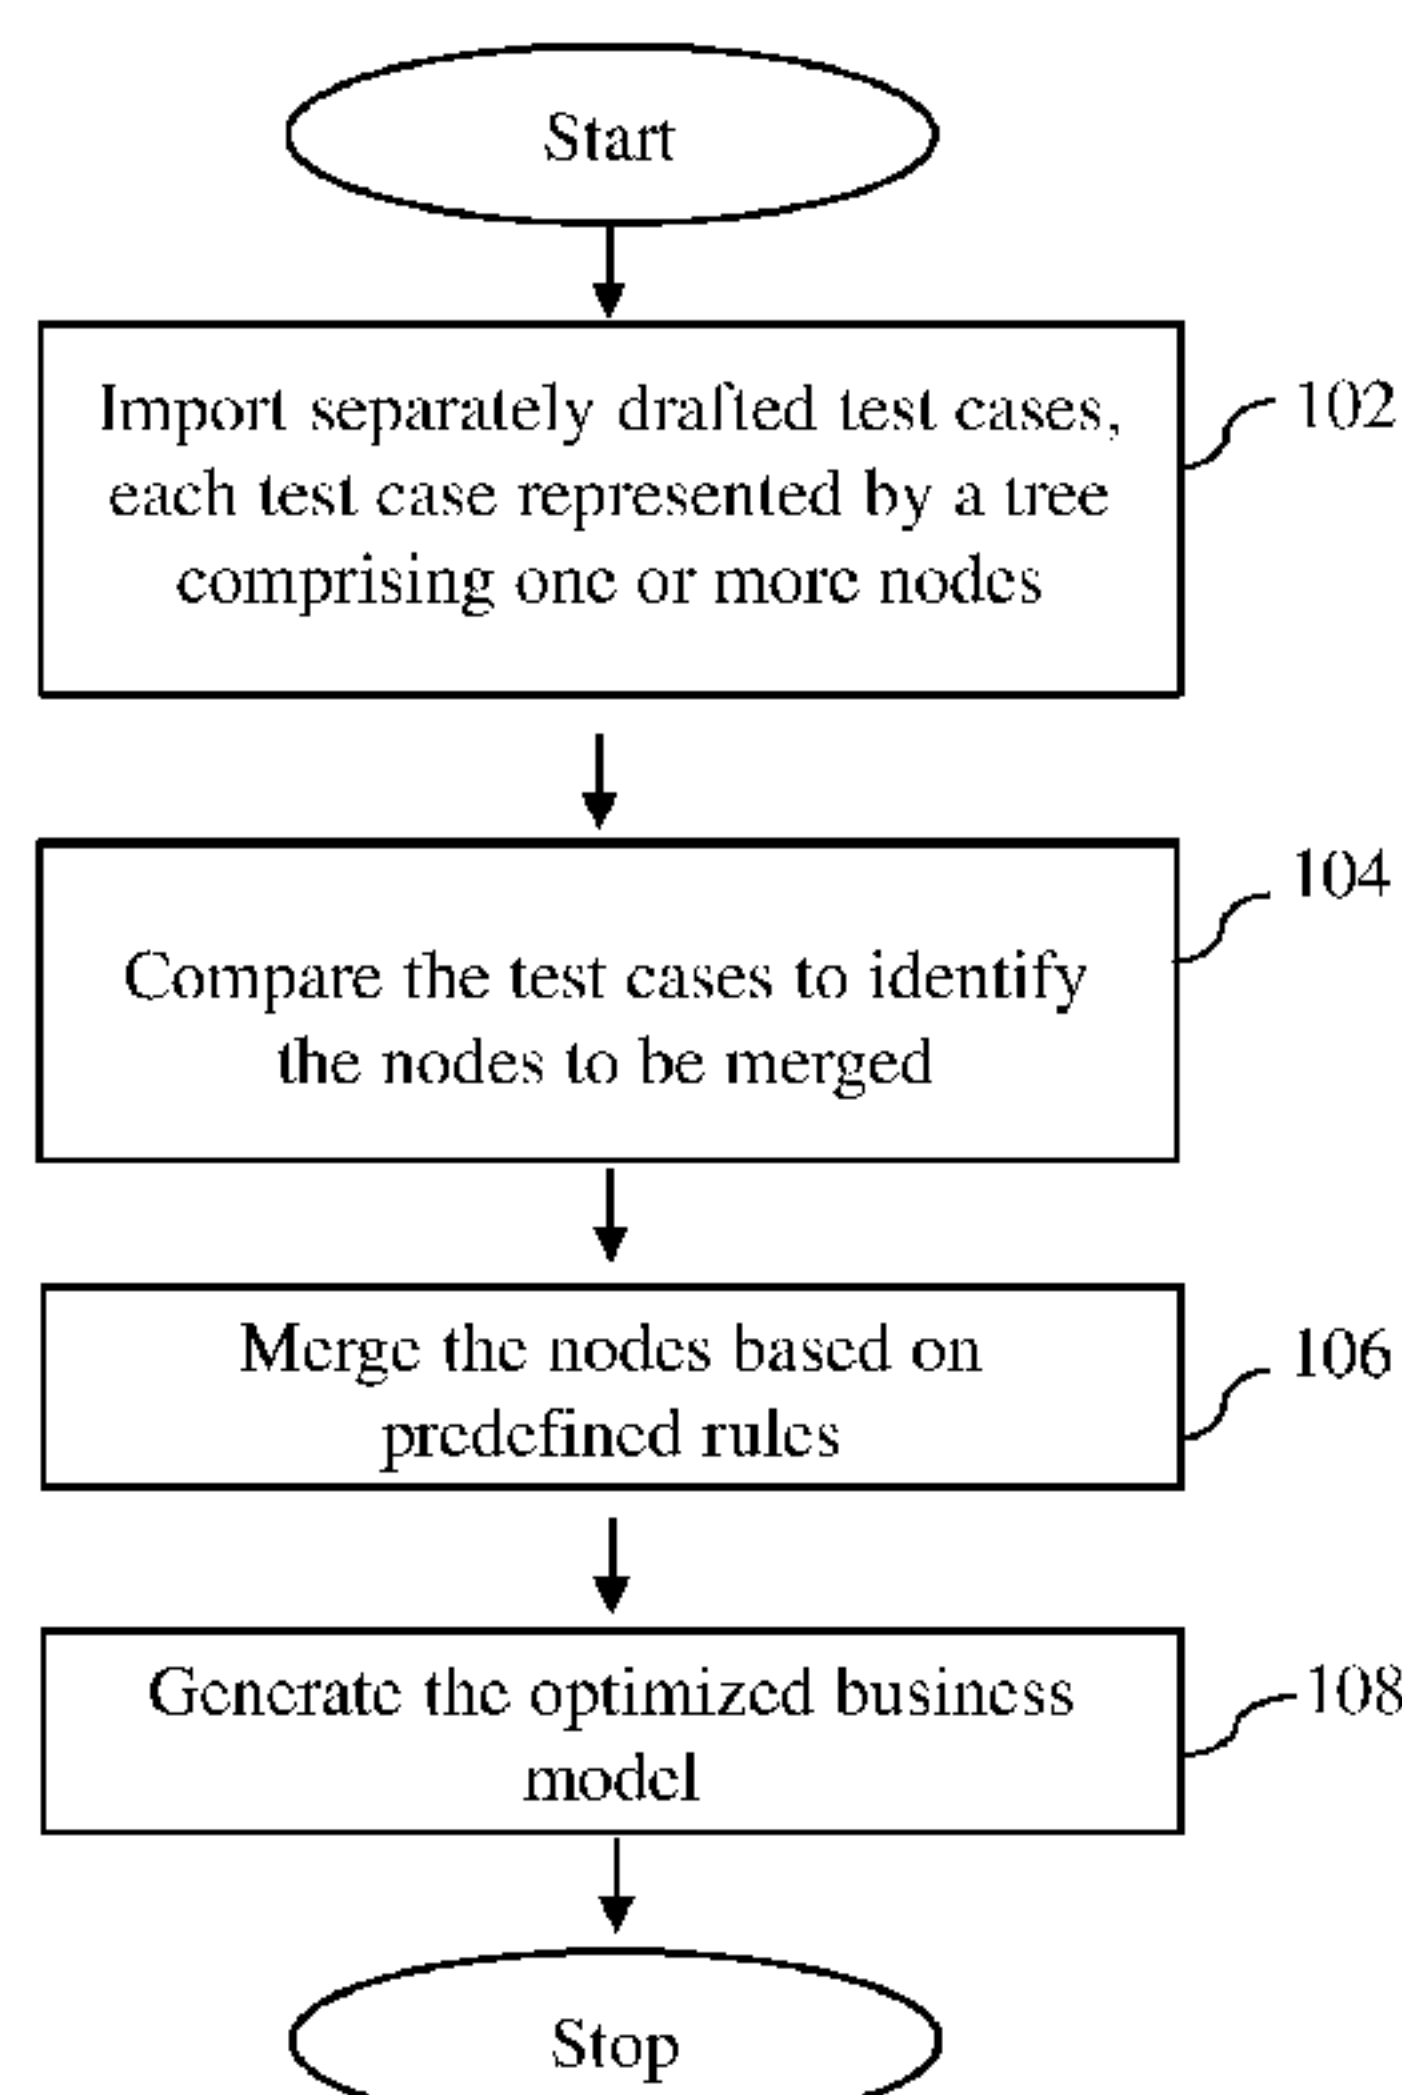 Start
Import separately drafted test cases,
each test case represented by a tree
comprising one or more nodes
102
Compare the test cases to identify
the nodes to be merged
104
Merge the nodes based on
predefined rules
106
Generate the optimized business
model
108
Stop